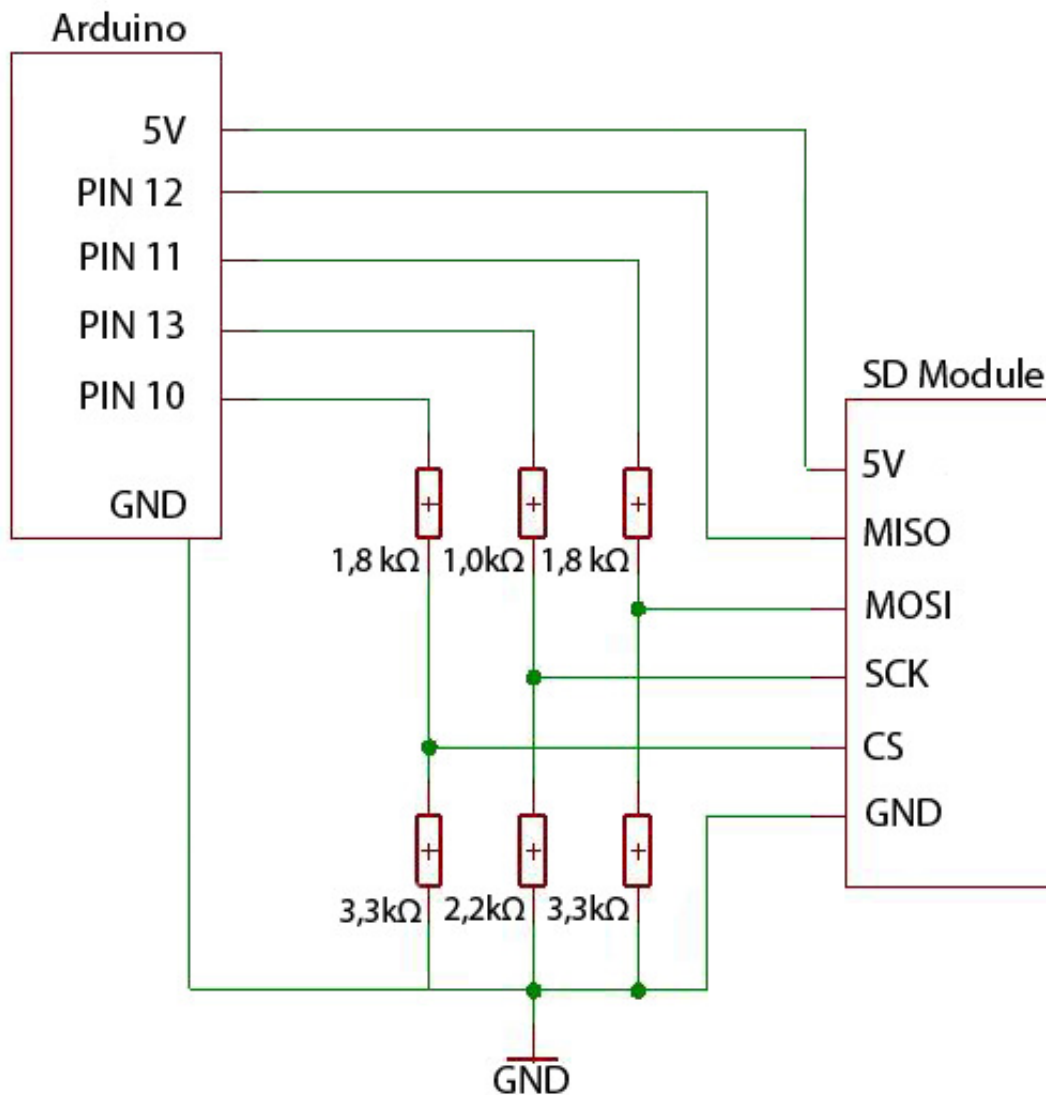 Arduino
5V
PIN 12
PIN 11
PIN 13
PIN 10
GND
SD Module
5V
MISO
MOSI
SCK
CS
GND
1,8 kΩ
1,0kΩ
1,8 kΩ
3,3kΩ
2,2kΩ
3,3kΩ
GND